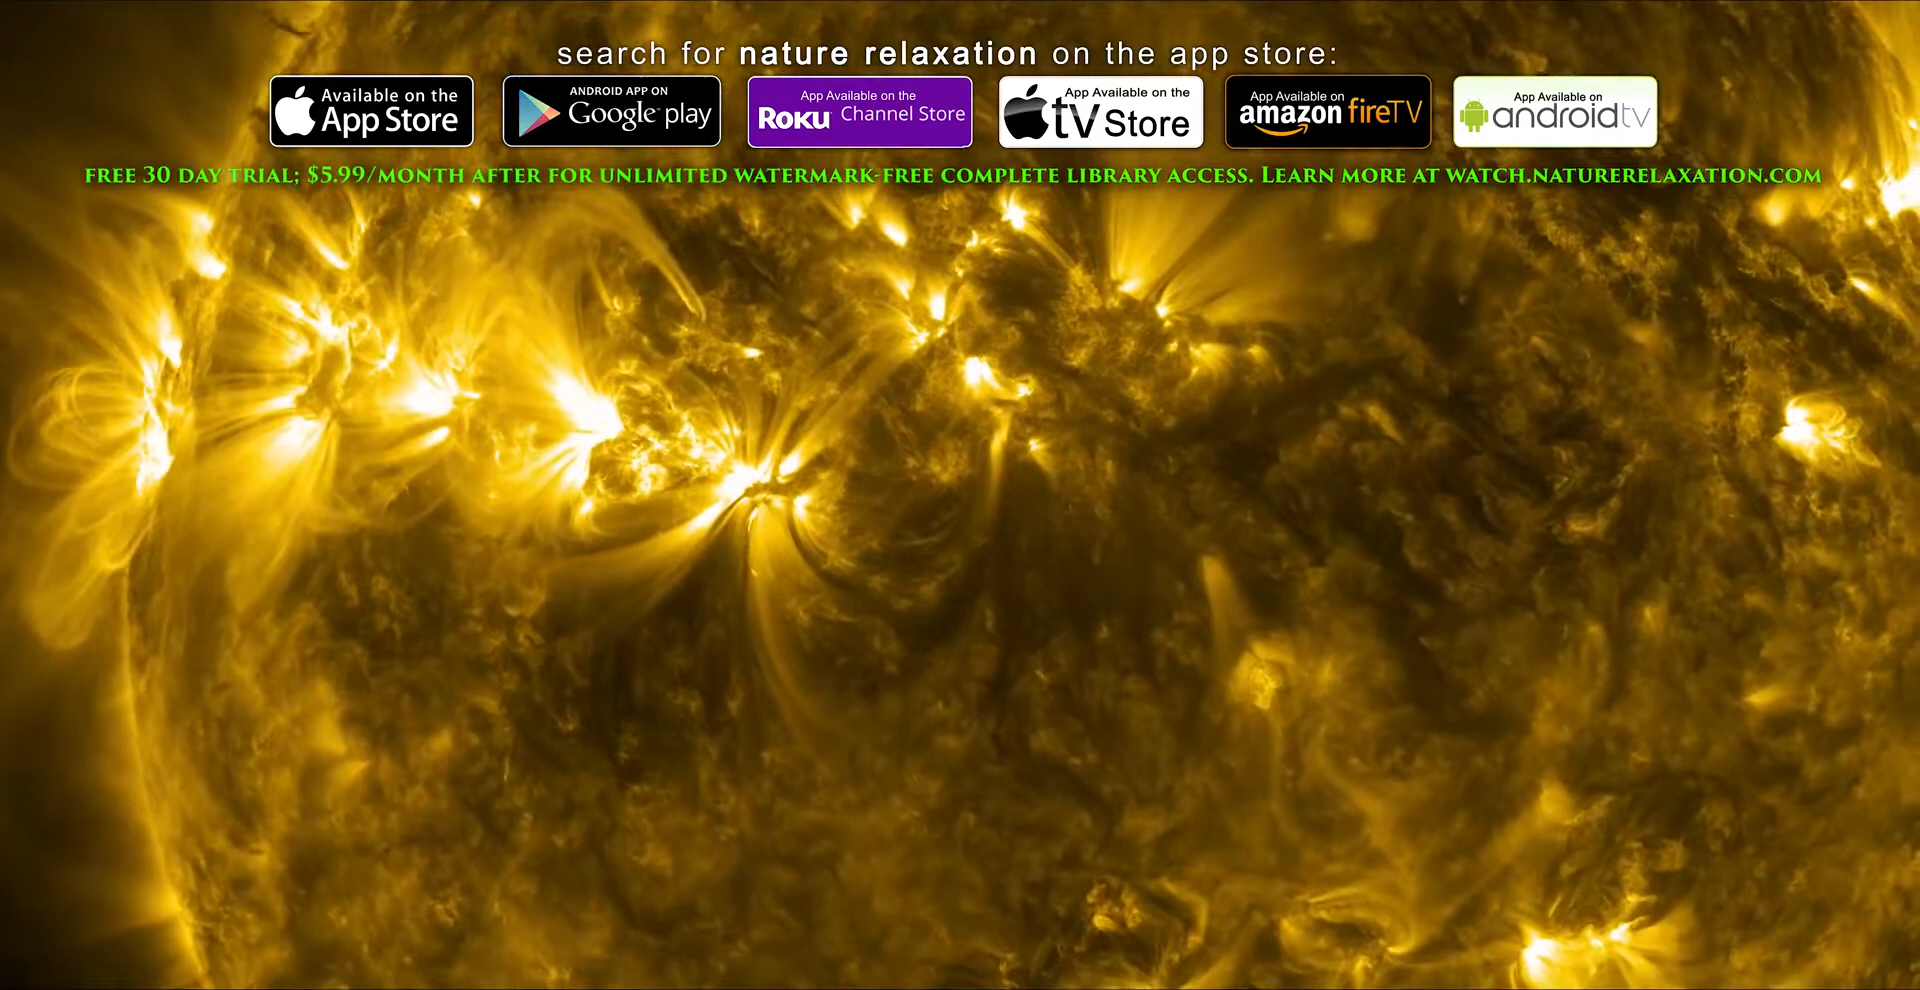 search for nature relaxation on the app store:
Available on the
App Store
ANDROID APP ON
Google play
App Available on the
Roku Channel Store
App Available on the
tv Store
App Available on
amazon fireTV
App Available on
androidtv
FREE 30 DAY TRIAL; $5.99/MONTH AFTER FOR UNLIMITED WATERMARK-FREE COMPLETE LIBRARY ACCESS. LEARN MORE AT WATCH.NATURERELAXATION.COM